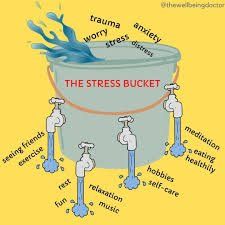 @thewellbeingdoctor
trauma
anxiety
worry
stress
distress
THE STRESS BUCKET
seeing friends
exercise
meditation
eating
healthily
hobbies
self-care
rest
fun
relaxation
music